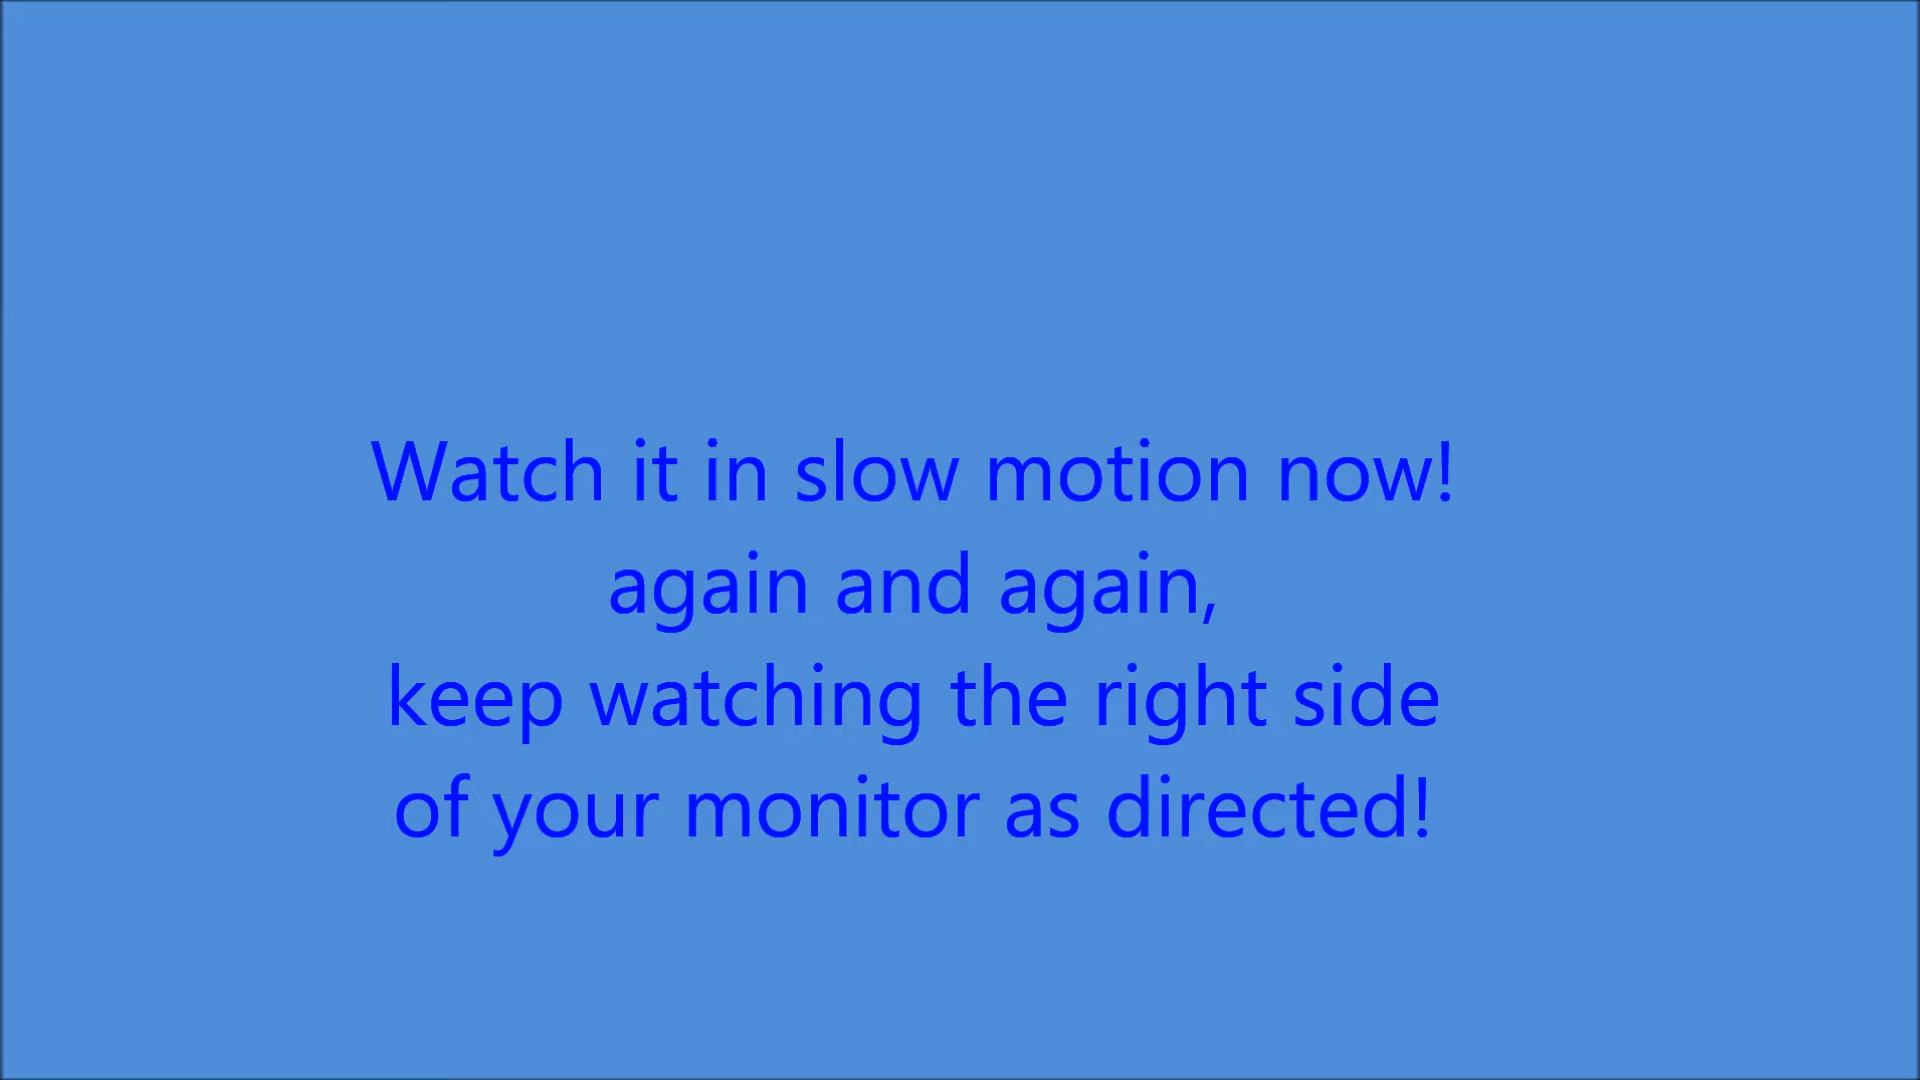 Watch it in slow motion now!
again and again,
keep watching the right side
of your monitor as directed!